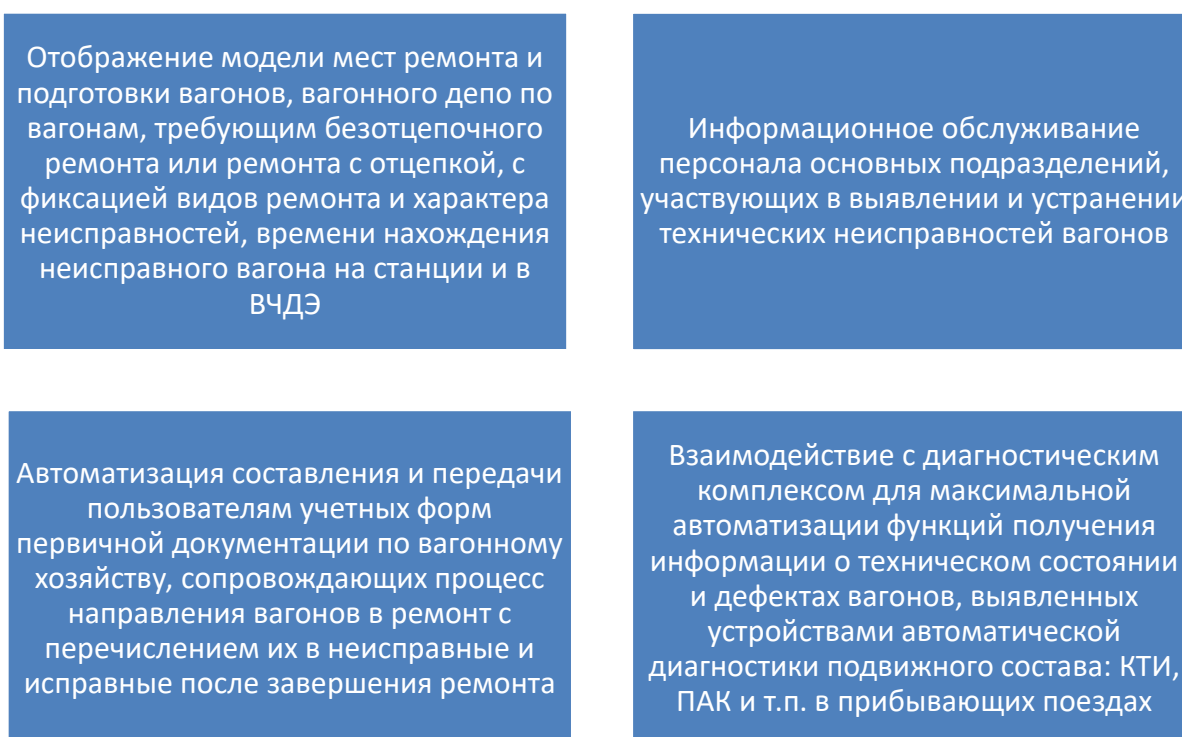 Отображение модели мест ремонта и
подготовки вагонов, вагонного депо по
вагонам, требующим безотцепочного
ремонта или ремонта с отцепкой, с
фиксацией видов ремонта и характера
неисправностей, времени нахождения
неисправного вагона на станции и в
ВЧДЭ
Информационное обслуживание
персонала основных подразделений,
участвующих в выявлении и устранении
технических неисправностей вагонов
Автоматизация составления и передачи
пользователям учетных форм
первичной документации по вагонному
хозяйству, сопровождающих процесс
направления вагонов в ремонт с
перечислением их в неисправные и
исправные после завершения ремонта
Взаимодействие с диагностическим
комплексом для максимальной
автоматизации функций получения
информации о техническом состоянии
и дефектах вагонов, выявленных
устройствами автоматической
диагностики подвижного состава: КТИ,
ПАК и т.п. в прибывающих поездах